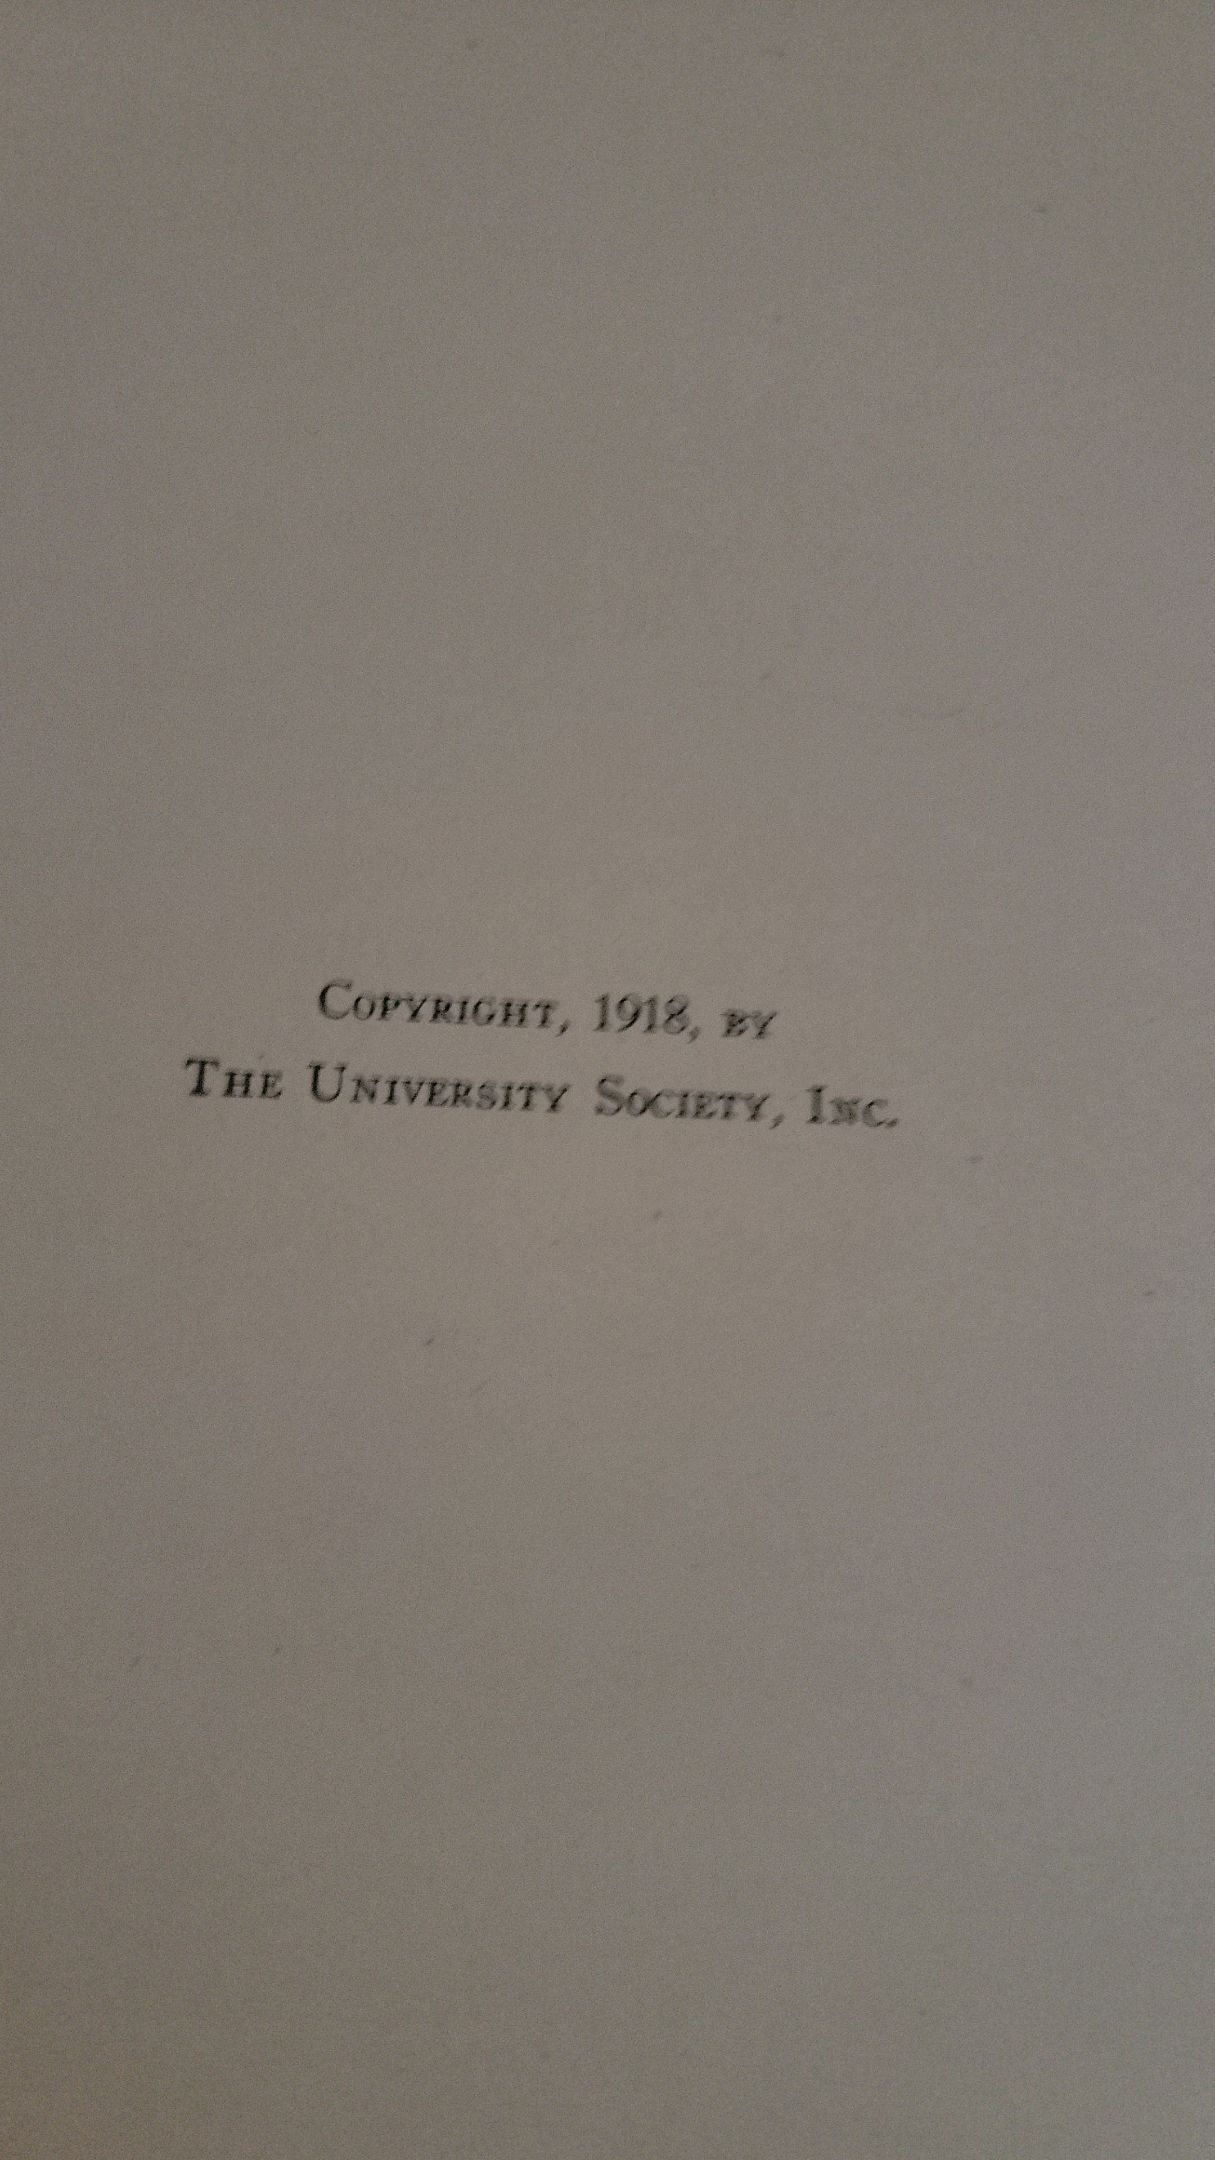 Copyright, 1918, by
The University Society, Inc.